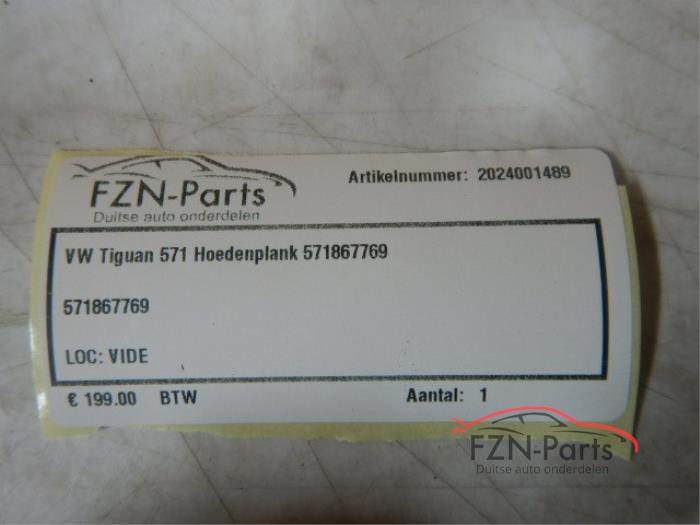 FZN-Parts
Duitse auto onderdelen
Artikelnummer: 2024001489
VW Tiguan 571 Hoedenplank 571867769
571867769
LOC: VIDE
€ 199.00 BTW
Aantal: 1
FZN-Parts
Duitse auto onderdelen